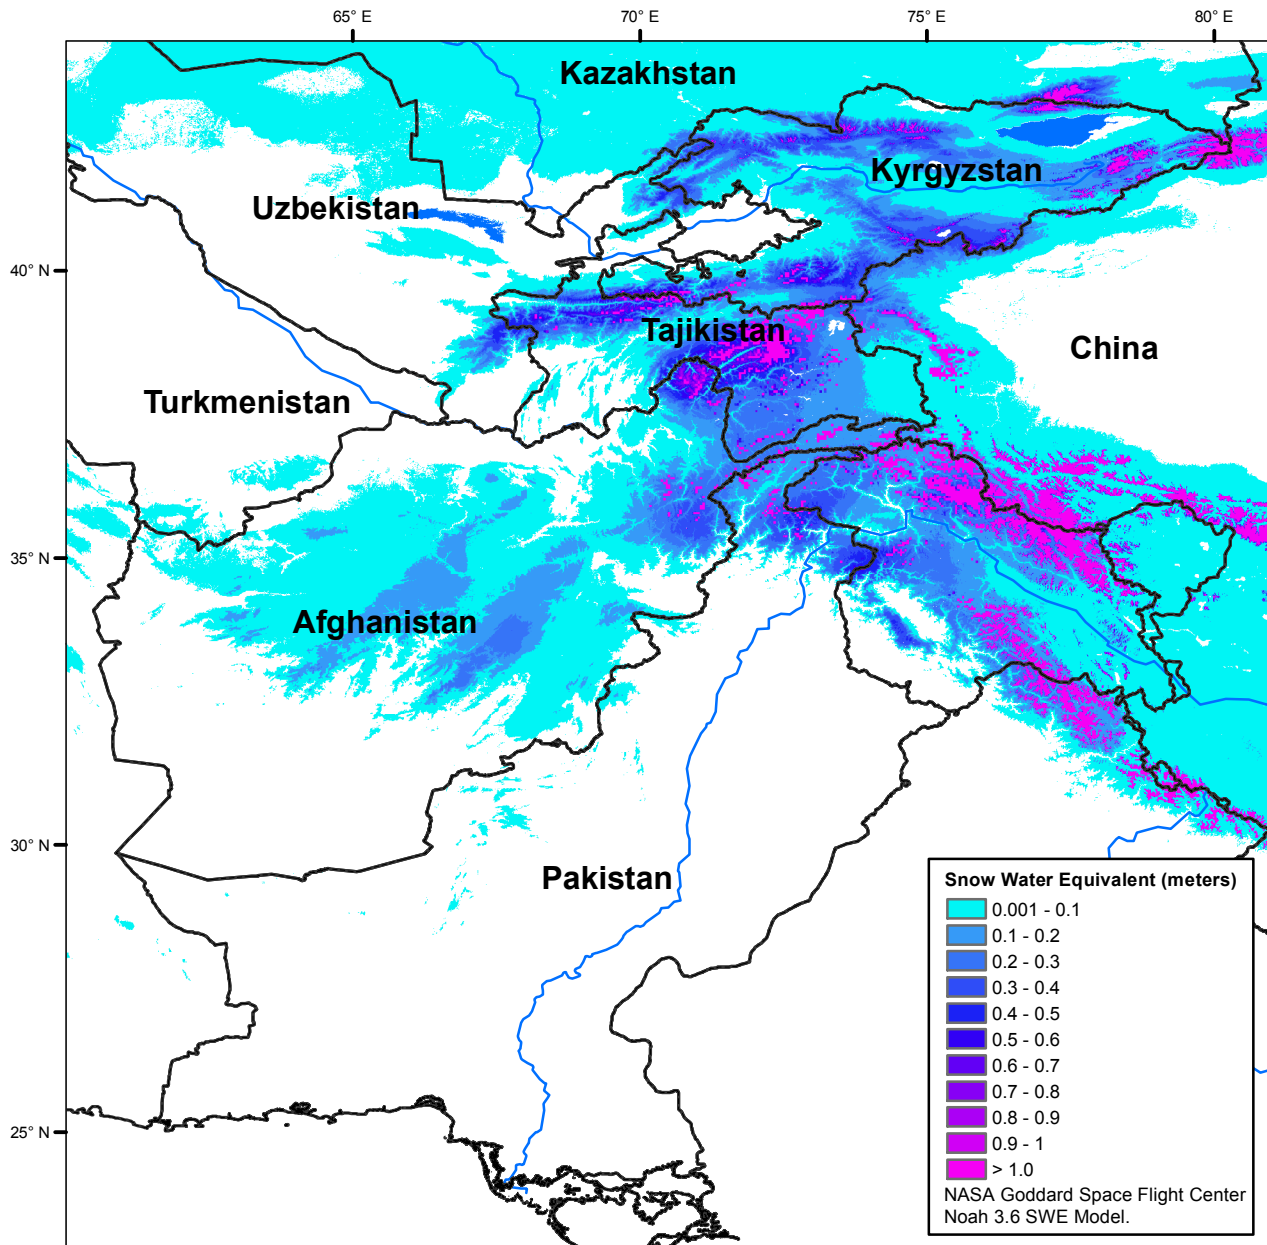 65° E
70° E
75° E
80° E
Kazakhstan
Kyrgyzstan
Uzbekistan
40° N
Tajikistan
China
Turkmenistan
35° N
Afghanistan
30° N
Pakistan
25° N
Snow Water Equivalent (meters)
0.001 - 0.1
0.1 - 0.2
0.2 - 0.3
0.3 - 0.4
0.4 - 0.5
0.5 - 0.6
0.6 - 0.7
0.7 - 0.8
0.8 - 0.9
0.9 - 1
> 1.0
NASA Goddard Space Flight Center
Noah 3.6 SWE Model.